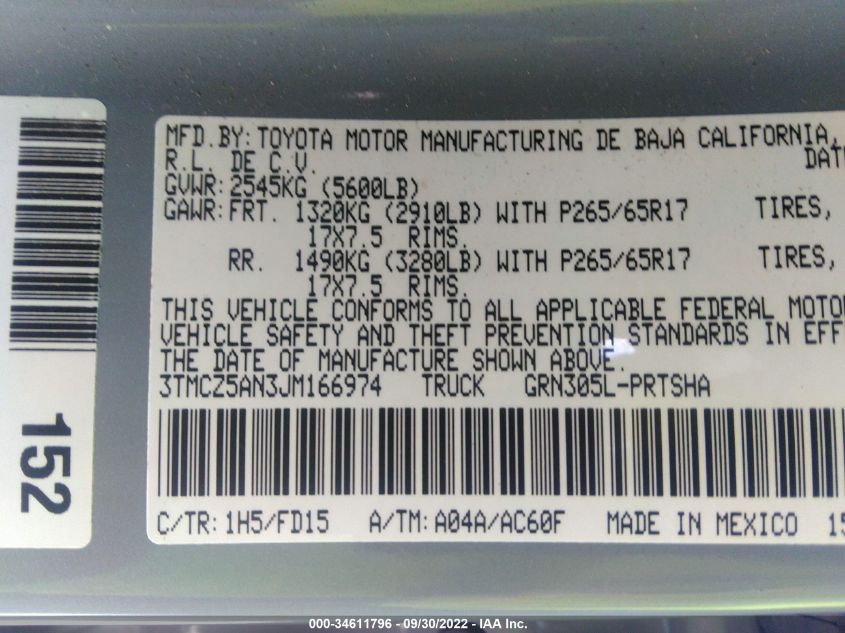 MFD.BY:TOYOTA MOTOR MANUFACTURING DE BAJA CALIFORNIA,
R.L. DE C.V.
GVWR:2545KG (5600LB)
GAWR:FRT. 1320KG (2910LB) WITH P265/65R17 TIRES,
17X7.5 RIMS.
RR. 1490KG (3280LB) WITH P265/65R17 TIRES,
17X7.5 RIMS.
THIS VEHICLE CONFORMS TO ALL APPLICABLE FEDERAL MOTO
VEHICLE SAFETY AND THEFT PREVENTION STANDARDS IN EFF
THE DATE OF MANUFACTURE SHOWN ABOVE.
3TMCZ5AN3JM166974 TRUCK GRN305L-PRTSHA
C/TR:1H5/FD15 A/TM:A04A/AC60F MADE IN MEXICO 15
152
000-34611796 - 09/30/2022 - IAA Inc.